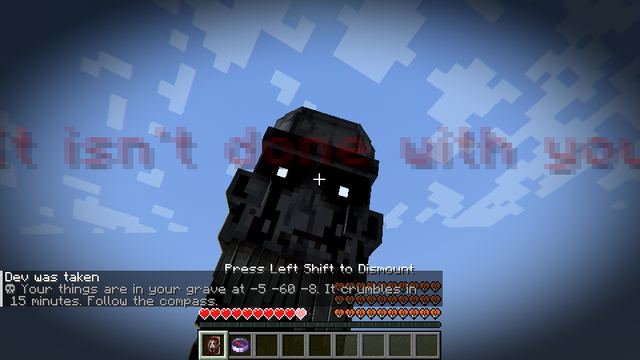 It isn't done with you
Press Left Shift to Dismount
Dev was taken
☠ Your things are in your grave at -5 -60 -8. It crumbles in
15 minutes. Follow the compass.